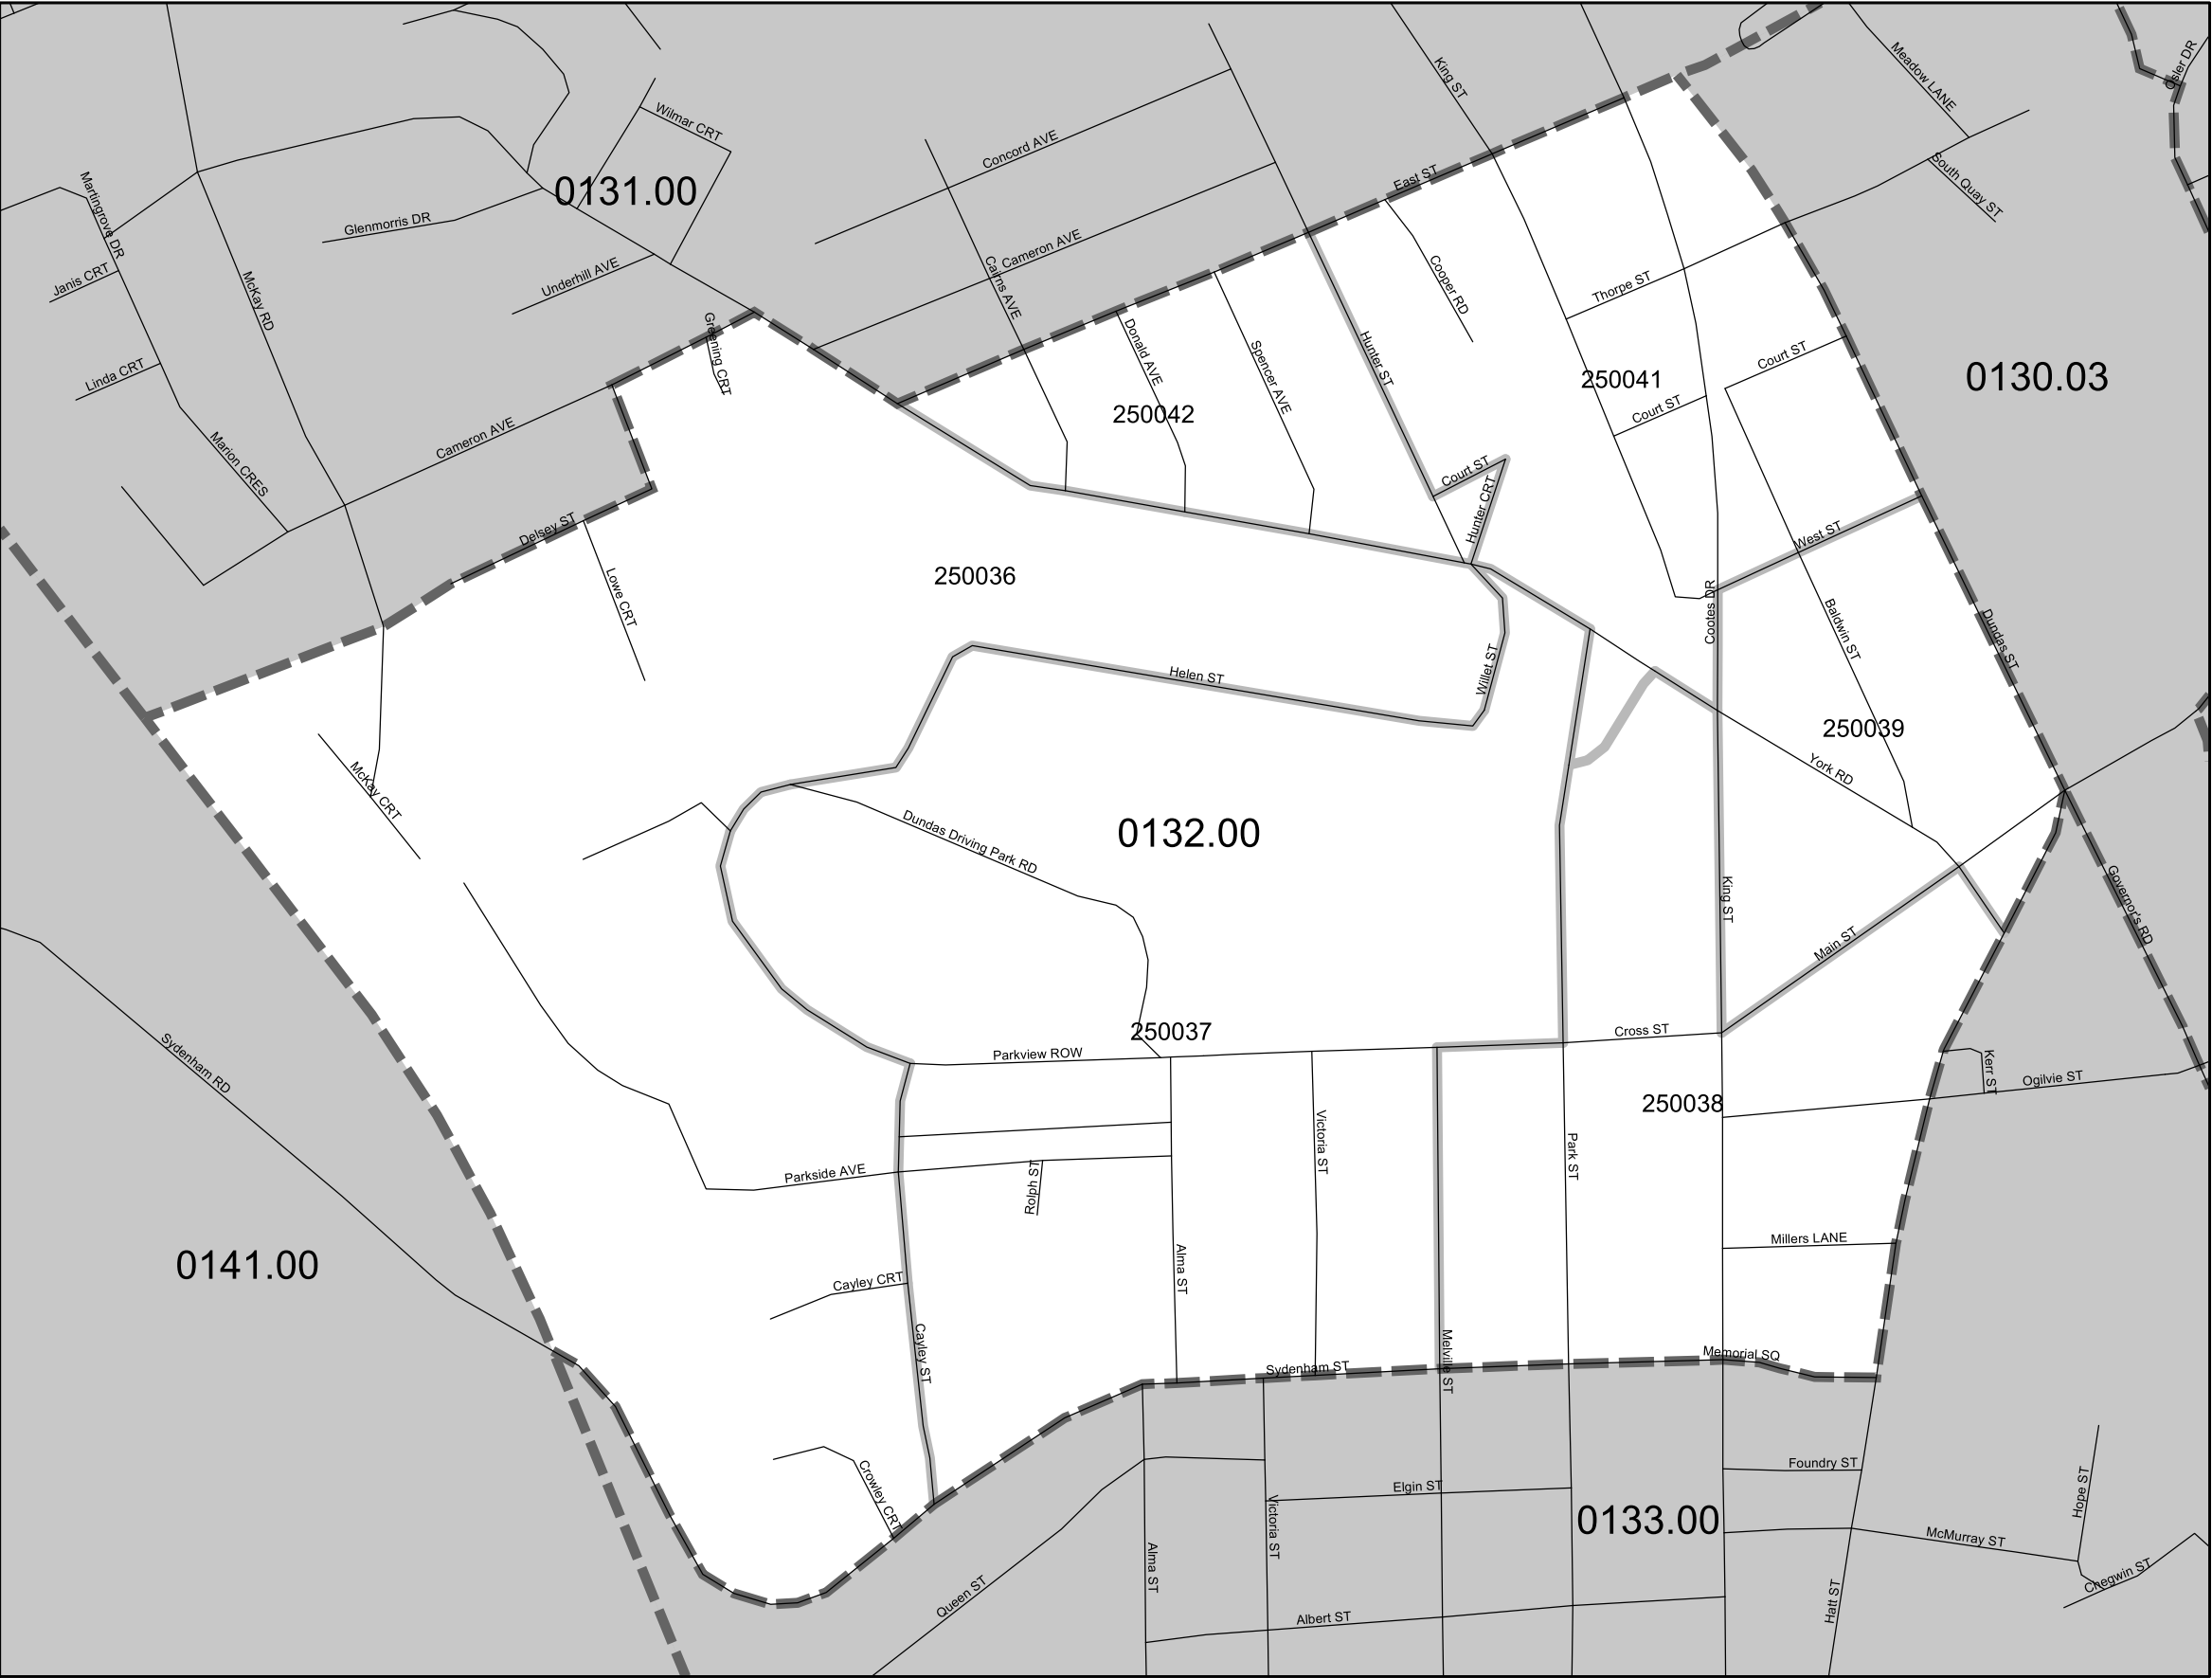 King ST
Meadow LANE
Osler DR
Wilmar CRT
Concord AVE
South Quay ST
0131.00
East ST
Martingrove DR
Glenmorris DR
Cameron AVE
Janis CRT
McKay RD
Underhill AVE
Cairns AVE
Cooper RD
Thorpe ST
Greening CRT
Donald AVE
Spencer AVE
Hunter ST
Court ST
Linda CRT
250041
0130.03
250042
Court ST
Cameron AVE
Marion CRES
Court ST
Hunter CRT
Delsey ST
West ST
250036
Lowe CRT
Cootes DR
Baldwin ST
Dundas ST
Helen ST
Willet ST
250039
York RD
McKay CRT
Dundas Driving Park RD
0132.00
King ST
Governor's RD
Main ST
250037
Cross ST
Parkview ROW
Sydenham RD
Kerr ST
Ogilvie ST
250038
Victoria ST
Park ST
Parkside AVE
Rolph ST
0141.00
Alma ST
Millers LANE
Cayley CRT
Cayley ST
Melville ST
Memorial SQ
Sydenham ST
Crowley CRT
Foundry ST
Elgin ST
Victoria ST
Hope ST
0133.00
McMurray ST
Alma ST
Chegwin ST
Queen ST
Albert ST
Hatt ST